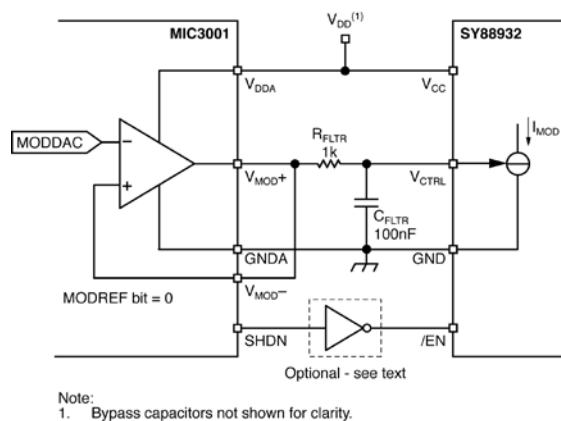 MIC3001
V_DD(1)
SY88932
V_DDA
V_CC
R_FLTR
1k
I_MOD
MODDAC
−
+
V_MOD+
V_CTRL
C_FLTR
100nF
GNDA
GND
MODREF bit = 0
V_MOD−
SHDN
/EN
Optional - see text
Note:
1. Bypass capacitors not shown for clarity.